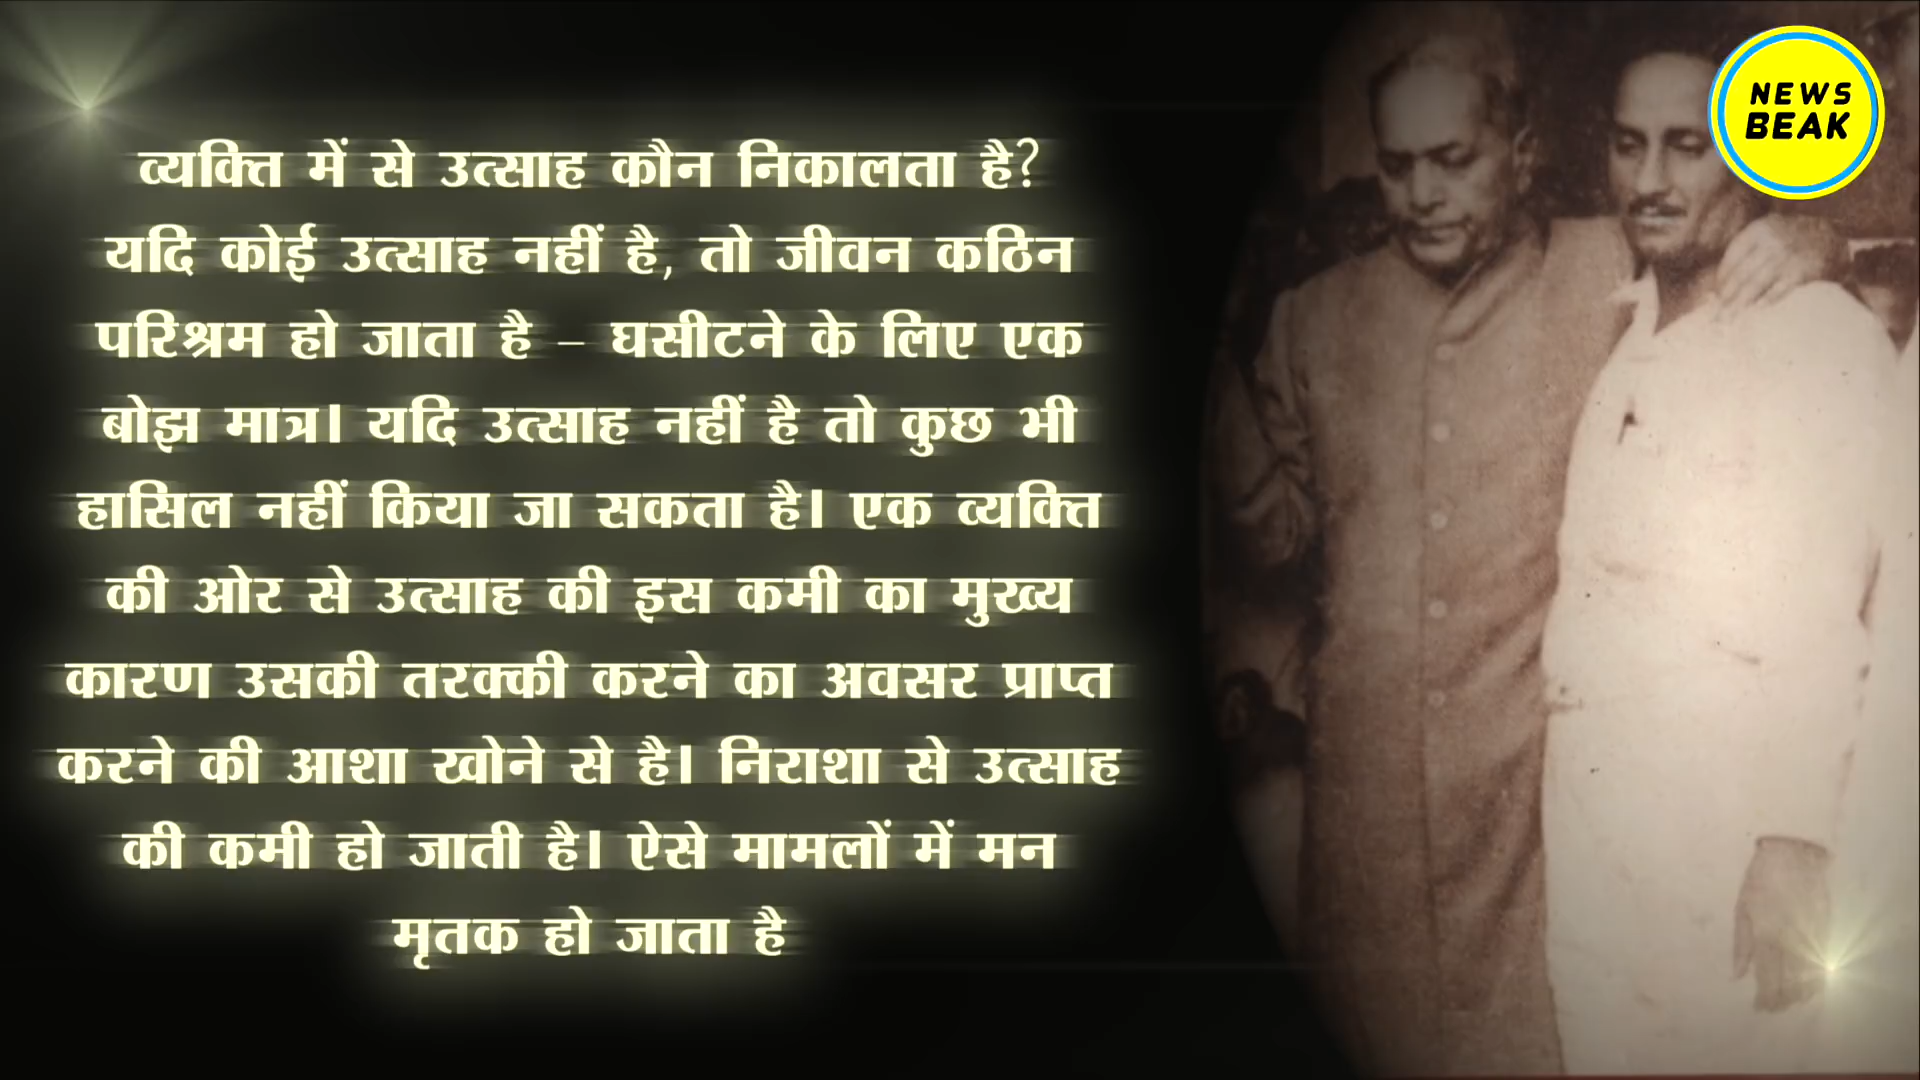 व्यक्ति में से उत्साह कौन निकालता है?
यदि कोई उत्साह नहीं है, तो जीवन कठिन
परिश्रम हो जाता है – घसीटने के लिए एक
बोझ मात्र। यदि उत्साह नहीं है तो कुछ भी
हासिल नहीं किया जा सकता है। एक व्यक्ति
की ओर से उत्साह की इस कमी का मुख्य
कारण उसकी तरक्की करने का अवसर प्राप्त
करने की आशा खोने से है। निराशा से उत्साह
की कमी हो जाती है। ऐसे मामलों में मन
मृतक हो जाता है
NEWS
BEAK